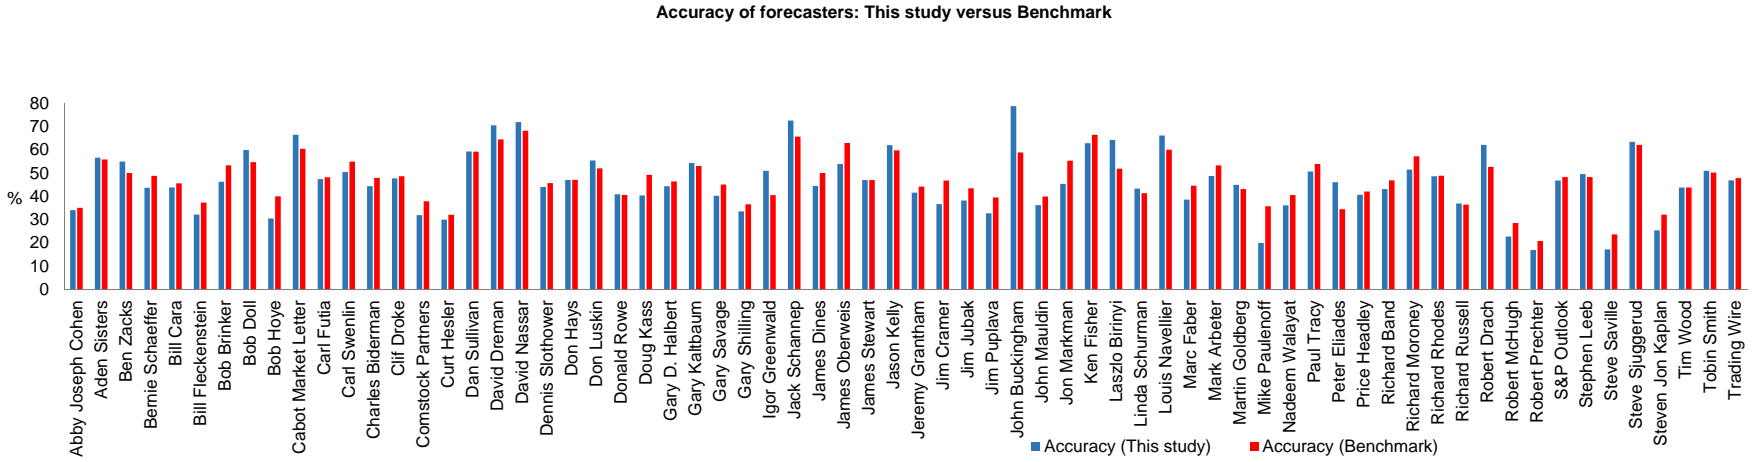 Accuracy of forecasters: This study versus Benchmark
%
80
70
60
50
40
30
20
10
0
Abby Joseph Cohen
Aden Sisters
Ben Zacks
Bernie Schaeffer
Bill Cara
Bill Fleckenstein
Bob Brinker
Bob Doll
Bob Hoye
Cabot Market Letter
Carl Futia
Carl Swenlin
Charles Biderman
Clif Droke
Comstock Partners
Curt Hesler
Dan Sullivan
David Dreman
David Nassar
Dennis Slothower
Don Hays
Don Luskin
Donald Rowe
Doug Kass
Gary D. Halbert
Gary Kaltbaum
Gary Savage
Gary Shilling
Igor Greenwald
Jack Schannep
James Dines
James Oberweis
James Stewart
Jason Kelly
Jeremy Grantham
Jim Cramer
Jim Jubak
Jim Puplava
John Buckingham
John Mauldin
Jon Markman
Ken Fisher
Laszlo Birinyi
Linda Schurman
Louis Navellier
Marc Faber
Mark Arbeter
Martin Goldberg
Mike Paulenoff
Nadeem Walayat
Paul Tracy
Peter Eliades
Price Headley
Richard Band
Richard Moroney
Richard Rhodes
Richard Russell
Robert Drach
Robert McHugh
Robert Prechter
S&P Outlook
Stephen Leeb
Steve Saville
Steve Sjuggerud
Steven Jon Kaplan
Tim Wood
Tobin Smith
Trading Wire
Accuracy (This study)
Accuracy (Benchmark)